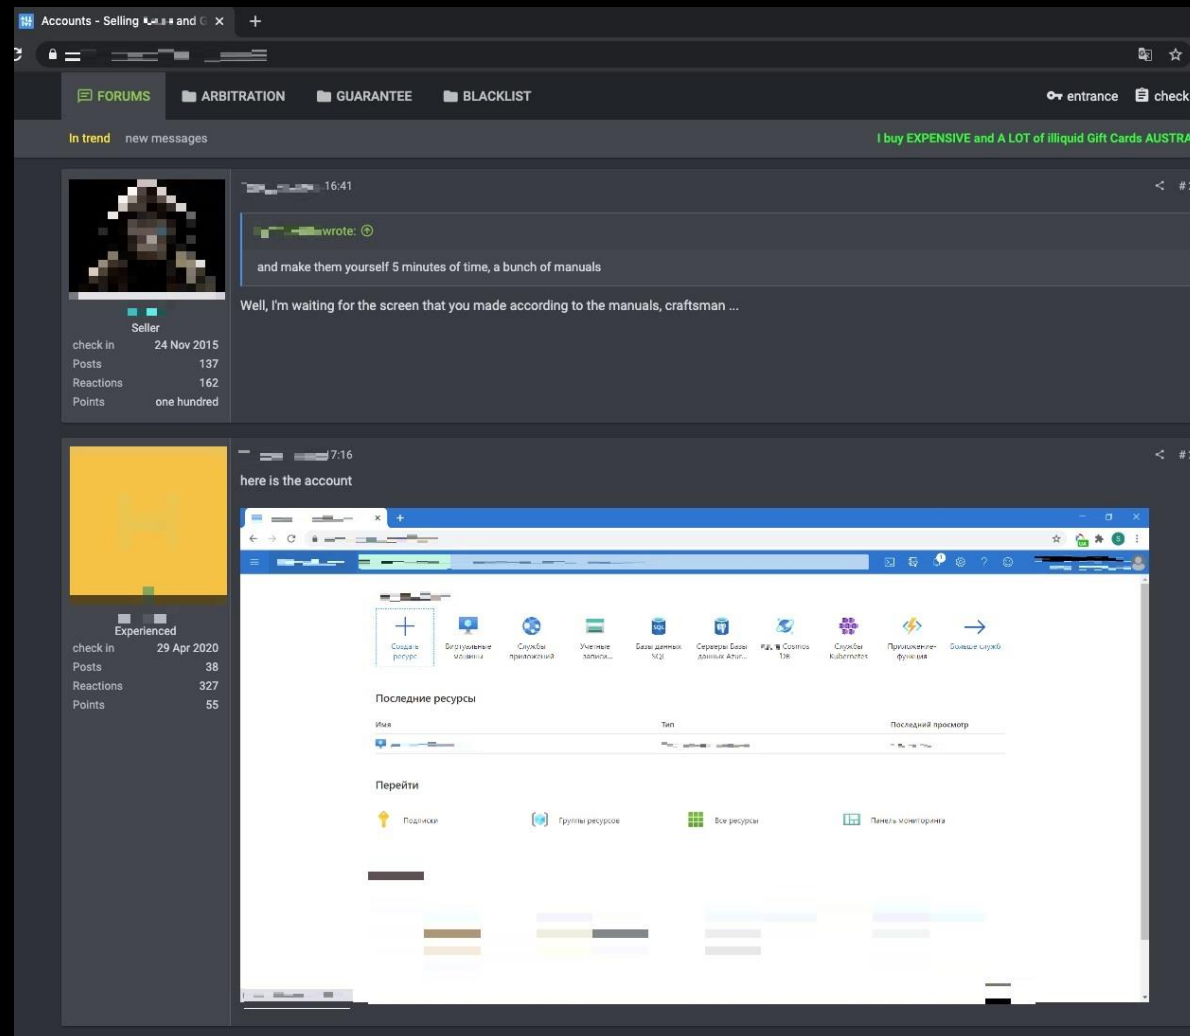 Accounts - Selling and G
FORUMS ARBITRATION GUARANTEE BLACKLIST entrance check
In trend new messages I buy EXPENSIVE and A LOT of illiquid Gift Cards AUSTRA
16:41
wrote:
and make them yourself 5 minutes of time, a bunch of manuals
Well, I'm waiting for the screen that you made according to the manuals, craftsman ...
Seller
check in 24 Nov 2015
Posts 137
Reactions 162
Points one hundred
7:16
here is the account
Experienced
check in 29 Apr 2020
Posts 38
Reactions 327
Points 55
Создать ресурс
Виртуальные машины
Службы приложений
Учетные записи...
Базы данных SQL
Серверы Базы данных Azur...
Cosmos DB
Службы Kubernetes
Приложение-функция
Больше служб
Последние ресурсы
Имя Тип Последний просмотр
Перейти
Подписки Группы ресурсов Все ресурсы Панель мониторинга